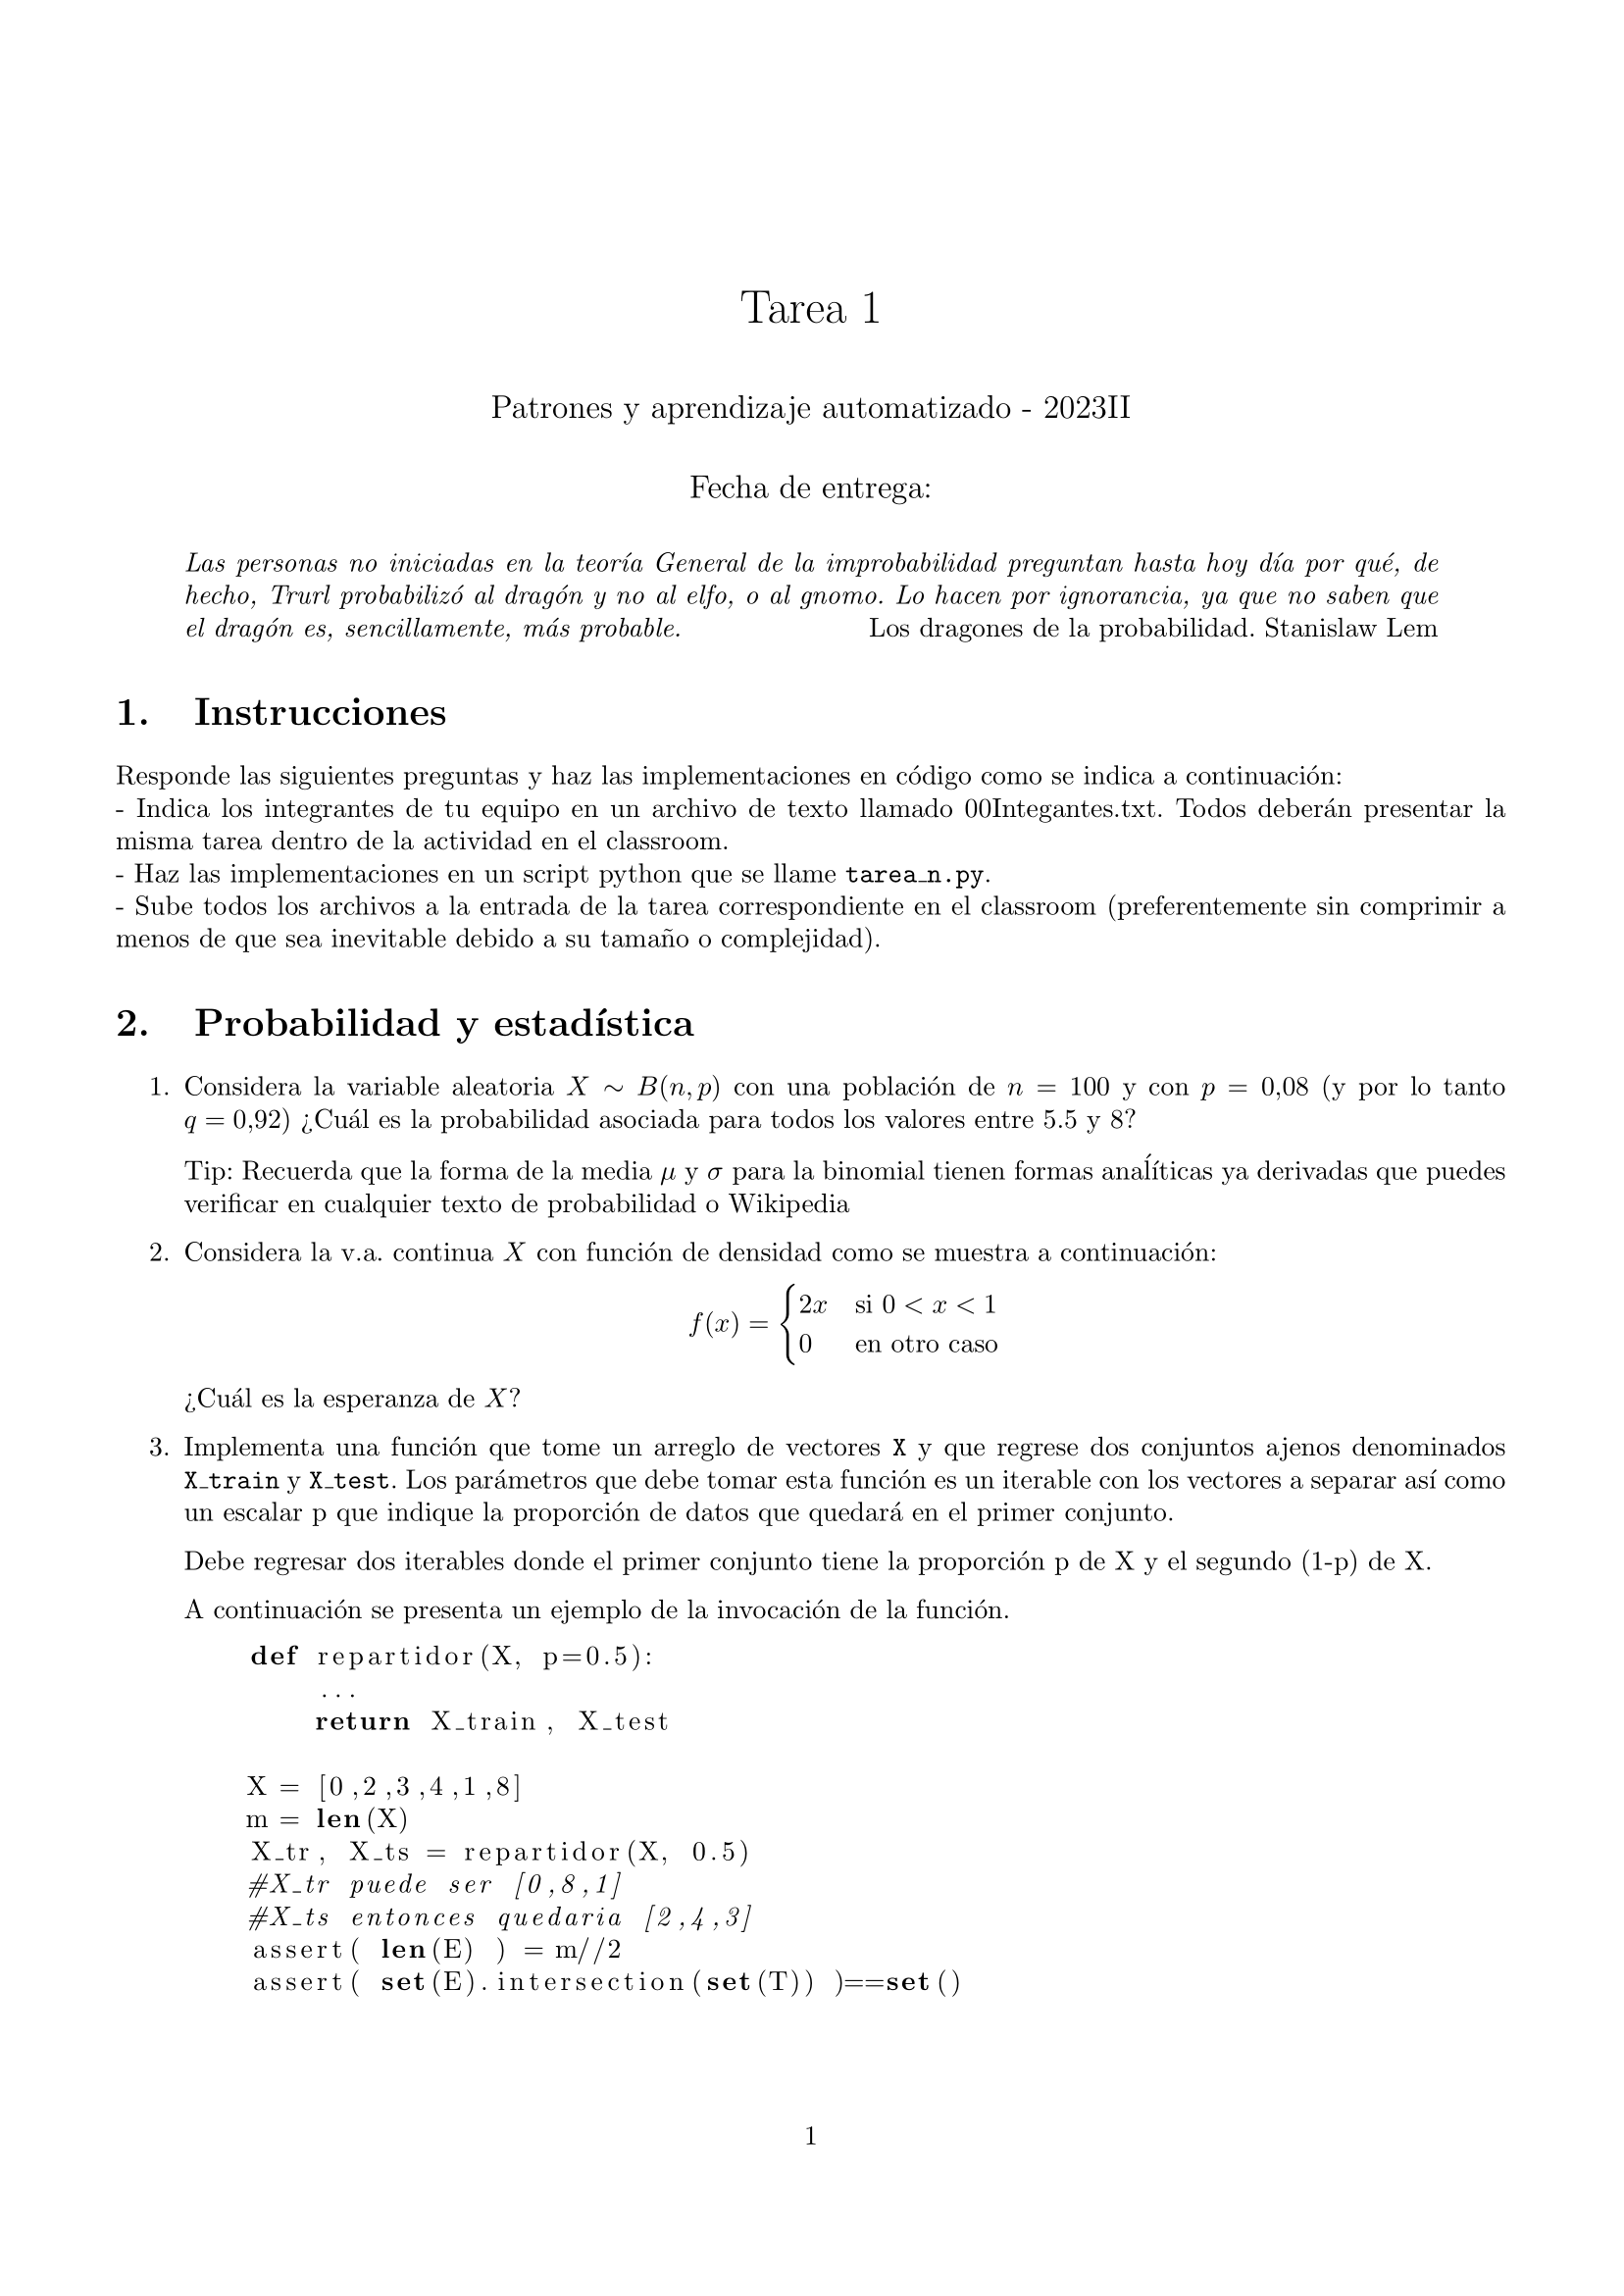 Tarea 1
Patrones y aprendizaje automatizado - 2023II
Fecha de entrega:
Las personas no iniciadas en la teoría General de la improbabilidad preguntan hasta hoy día por qué, de
hecho, Trurl probabilizó al dragón y no al elfo, o al gnomo. Lo hacen por ignorancia, ya que no saben que
el dragón es, sencillamente, más probable. Los dragones de la probabilidad. Stanislaw Lem
1. Instrucciones
Responde las siguientes preguntas y haz las implementaciones en código como se indica a continuación:
- Indica los integrantes de tu equipo en un archivo de texto llamado 00Integantes.txt. Todos deberán presentar la
misma tarea dentro de la actividad en el classroom.
- Haz las implementaciones en un script python que se llame tarea_n.py.
- Sube todos los archivos a la entrada de la tarea correspondiente en el classroom (preferentemente sin comprimir a
menos de que sea inevitable debido a su tamaño o complejidad).
2. Probabilidad y estadística
1. Considera la variable aleatoria X ∼ B(n, p) con una población de n = 100 y con p = 0,08 (y por lo tanto
q = 0,92) ¿Cuál es la probabilidad asociada para todos los valores entre 5.5 y 8?
Tip: Recuerda que la forma de la media μ y σ para la binomial tienen formas anaĺíticas ya derivadas que puedes
verificar en cualquier texto de probabilidad o Wikipedia
2. Considera la v.a. continua X con función de densidad como se muestra a continuación:
f(x) = { 2x si 0 < x < 1
0 en otro caso
¿Cuál es la esperanza de X?
3. Implementa una función que tome un arreglo de vectores X y que regrese dos conjuntos ajenos denominados
X_train y X_test. Los parámetros que debe tomar esta función es un iterable con los vectores a separar así como
un escalar p que indique la proporción de datos que quedará en el primer conjunto.
Debe regresar dos iterables donde el primer conjunto tiene la proporción p de X y el segundo (1-p) de X.
A continuación se presenta un ejemplo de la invocación de la función.
def repartidor(X, p=0.5):
...
return X_train, X_test
X = [0,2,3,4,1,8]
m = len(X)
X_tr, X_ts = repartidor(X, 0.5)
#X_tr puede ser [0,8,1]
#X_ts entonces quedaria [2,4,3]
assert( len(E) ) = m//2
assert( set(E).intersection(set(T)) )==set()
1